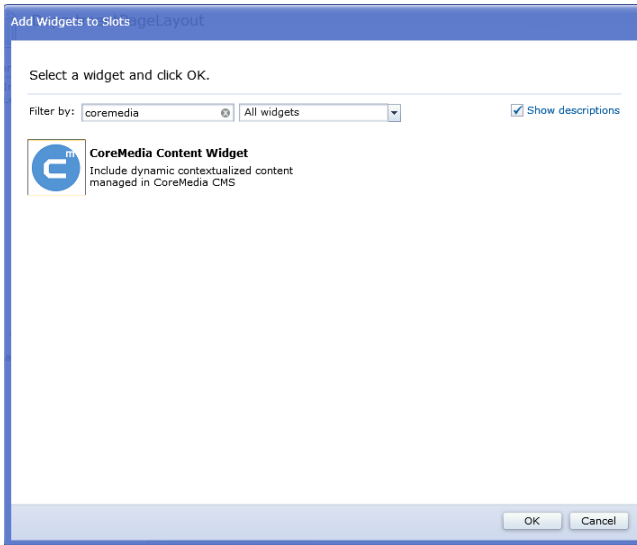 Add Widgets to Slots
PageLayout
Select a widget and click OK.
Filter by: coremedia All widgets Show descriptions
CoreMedia Content Widget
Include dynamic contextualized content
managed in CoreMedia CMS
OK Cancel